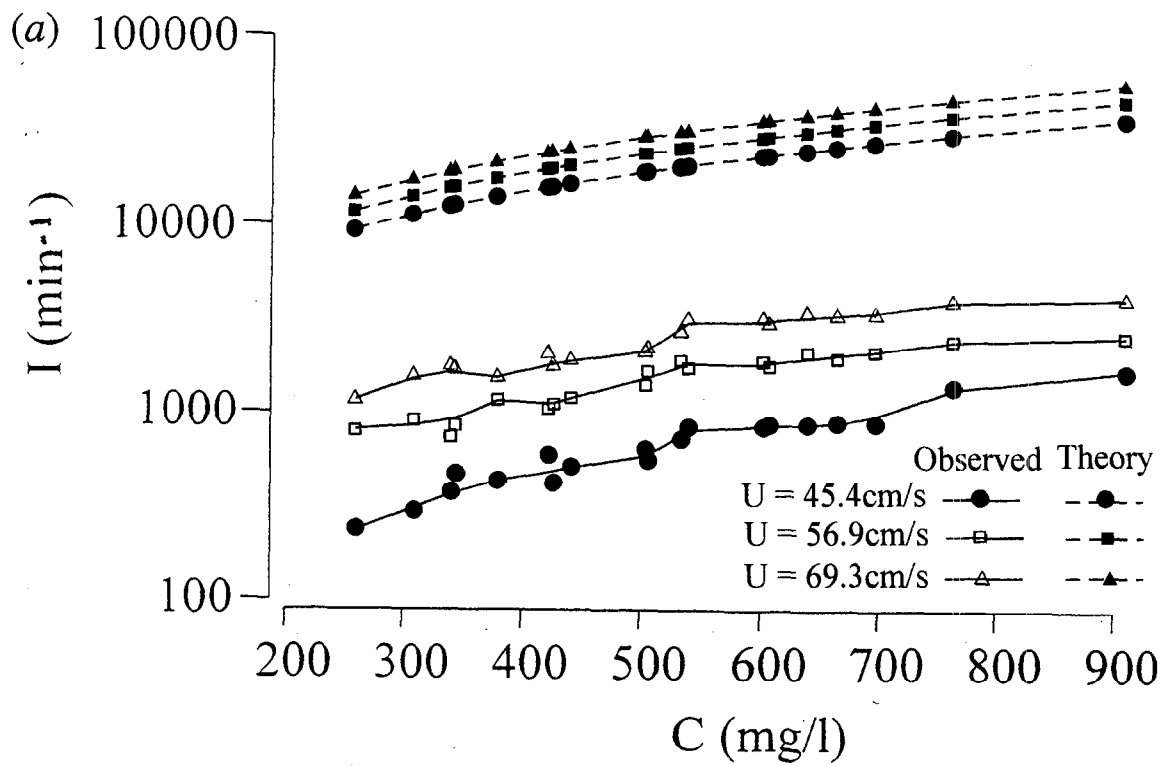 (a)
100000
10000
1000
100
I (min-1)
200 300 400 500 600 700 800 900
C (mg/l)
Observed Theory
U = 45.4cm/s
U = 56.9cm/s
U = 69.3cm/s